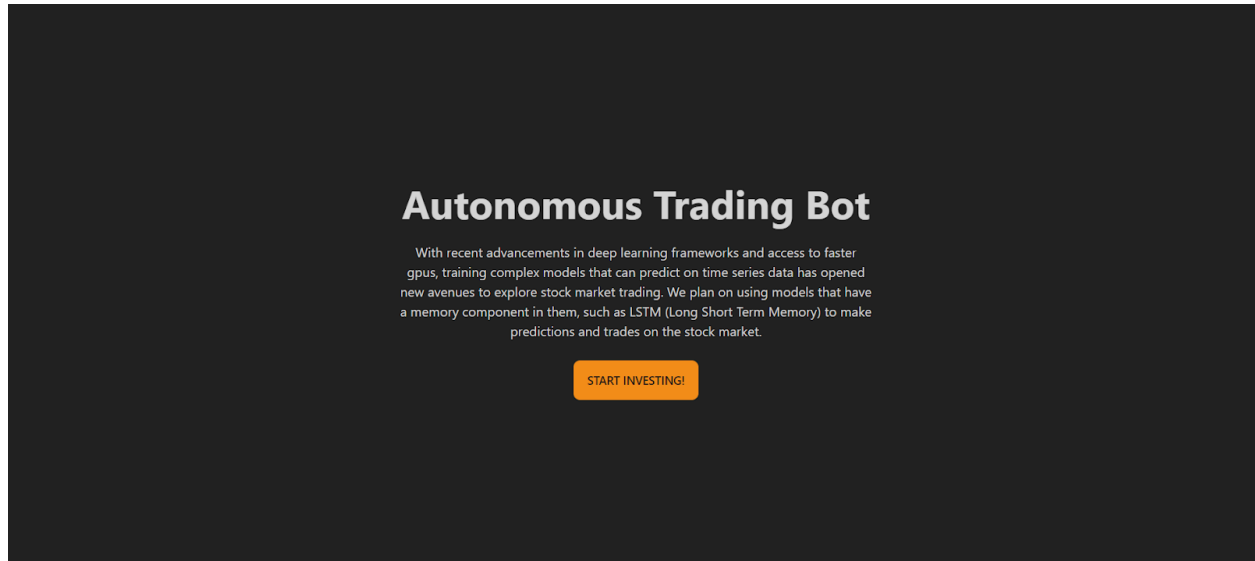 Autonomous Trading Bot
With recent advancements in deep learning frameworks and access to faster
gpus, training complex models that can predict on time series data has opened
new avenues to explore stock market trading. We plan on using models that have
a memory component in them, such as LSTM (Long Short Term Memory) to make
predictions and trades on the stock market.
START INVESTING!